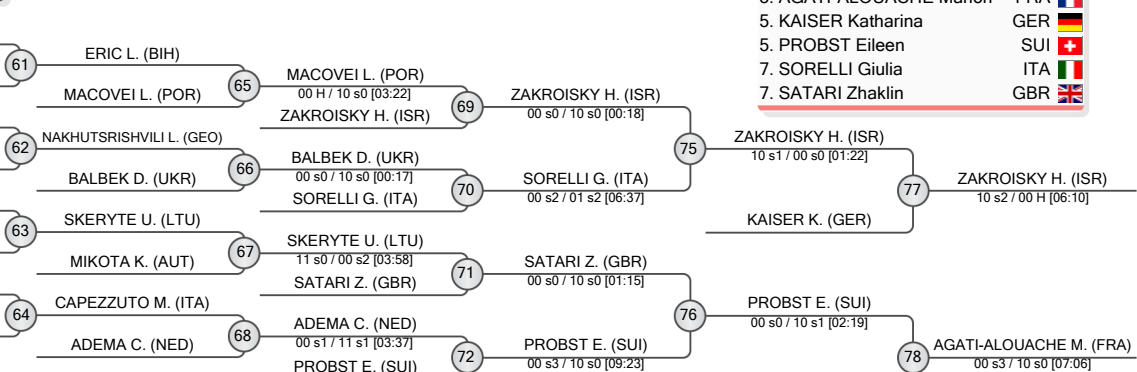 5. KAISER Katharina GER
5. PROBST Eileen SUI
7. SORELLI Giulia ITA
7. SATARI Zhaklin GBR
61
ERIC L. (BIH)
MACOVEI L. (POR)
62
NAKHUTSRISHVILI L. (GEO)
BALBEK D. (UKR)
63
SKERYTE U. (LTU)
MIKOTA K. (AUT)
64
CAPEZZUTO M. (ITA)
ADEMA C. (NED)
65
MACOVEI L. (POR)
00 H / 10 s0 [03:22]
ZAKROISKY H. (ISR)
66
BALBEK D. (UKR)
00 s0 / 10 s0 [00:17]
SORELLI G. (ITA)
67
SKERYTE U. (LTU)
11 s0 / 00 s2 [03:58]
SATARI Z. (GBR)
68
ADEMA C. (NED)
00 s1 / 11 s1 [03:37]
PROBST E. (SUI)
69
ZAKROISKY H. (ISR)
00 s0 / 10 s0 [00:18]
70
SORELLI G. (ITA)
00 s2 / 01 s2 [06:37]
71
SATARI Z. (GBR)
00 s0 / 10 s0 [01:15]
72
PROBST E. (SUI)
00 s3 / 10 s0 [09:23]
75
ZAKROISKY H. (ISR)
10 s1 / 00 s0 [01:22]
KAISER K. (GER)
76
PROBST E. (SUI)
00 s0 / 10 s1 [02:19]
77
ZAKROISKY H. (ISR)
10 s2 / 00 H [06:10]
78
AGATI-ALOUACHE M. (FRA)
00 s3 / 10 s0 [07:06]